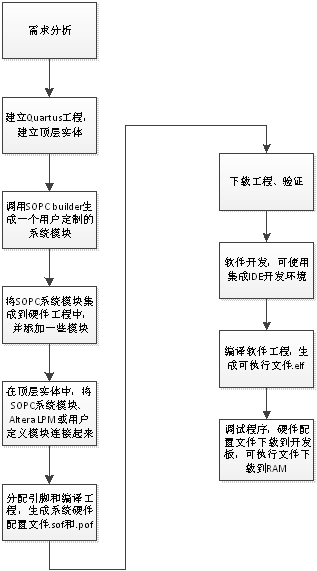 需求分析
建立Quartus工程,
建立顶层实体
调用SOPC builder生
成一个用户定制的
系统模块
将SOPC系统模块集
成到硬件工程中,
并添加一些模块
在顶层实体中，将
SOPC系统模块、
Altera LPM 或用户
定义模块连接起来
分配引脚和编译工
程，生成系统硬件
配置文件.sof和.pof
下载工程、验证
软件开发，可使用
集成IDE开发环境
编译软件工程，生
成可执行文件.elf
调试程序，硬件
配置文件下载到开发
板，可执行文件下
载到RAM